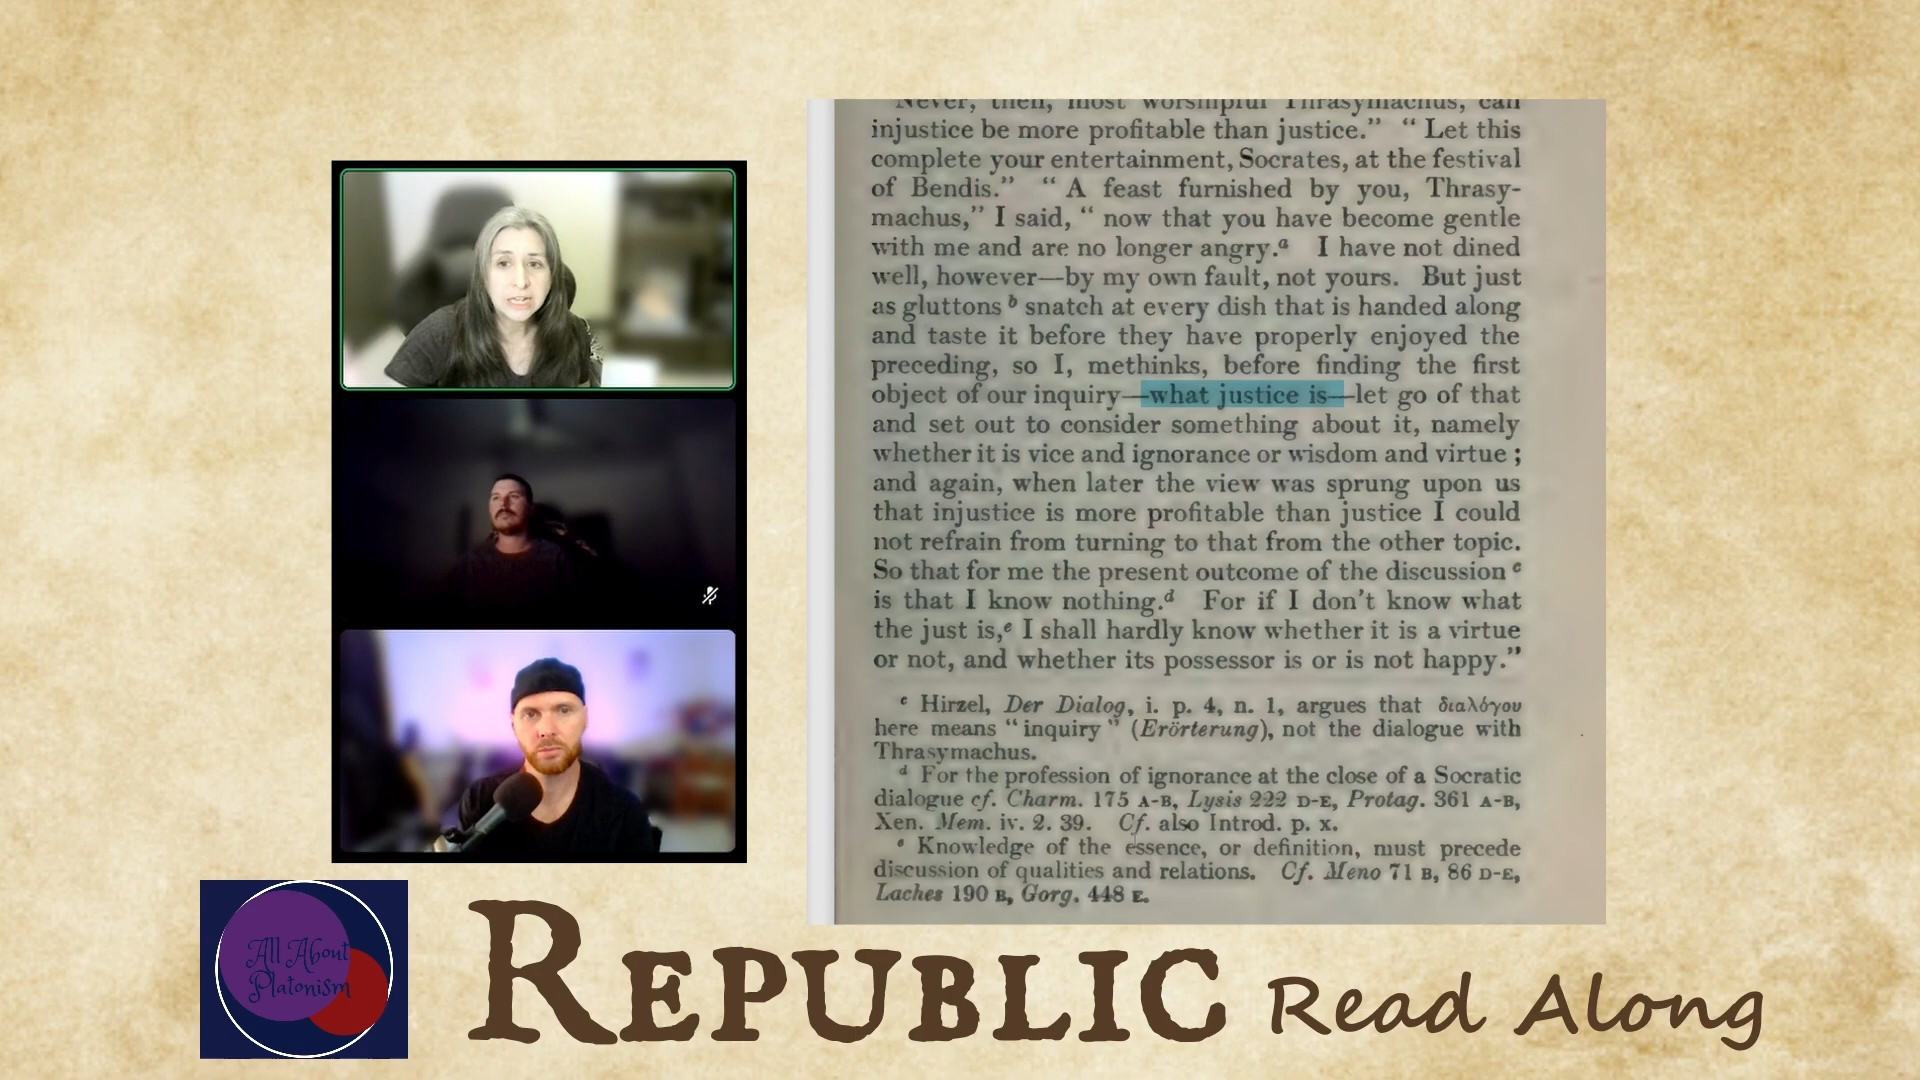 Never, then, most worshipful Thrasymachus, can
injustice be more profitable than justice.” “ Let this
complete your entertainment, Socrates, at the festival
of Bendis.” “ A feast furnished by you, Thrasy-
machus,” I said, “ now that you have become gentle
with me and are no longer angry.ᵃ I have not dined
well, however—by my own fault, not yours. But just
as gluttons ᵇ snatch at every dish that is handed along
and taste it before they have properly enjoyed the
preceding, so I, methinks, before finding the first
object of our inquiry—what justice is—let go of that
and set out to consider something about it, namely
whether it is vice and ignorance or wisdom and virtue ;
and again, when later the view was sprung upon us
that injustice is more profitable than justice I could
not refrain from turning to that from the other topic.
So that for me the present outcome of the discussion ᶜ
is that I know nothing.ᵈ For if I don’t know what
the just is,ᵉ I shall hardly know whether it is a virtue
or not, and whether its possessor is or is not happy.”
ᶜ Hirzel, Der Dialog, i. p. 4, n. 1, argues that διαλόγου
here means “ inquiry ” (Erörterung), not the dialogue with
Thrasymachus.
ᵈ For the profession of ignorance at the close of a Socratic
dialogue cf. Charm. 175 A-B, Lysis 222 D-E, Protag. 361 A-B,
Xen. Mem. iv. 2. 39. Cf. also Introd. p. x.
ᵉ Knowledge of the essence, or definition, must precede
discussion of qualities and relations. Cf. Meno 71 B, 86 D-E,
Laches 190 B, Gorg. 448 E.
All About
Platonism
REPUBLIC Read Along